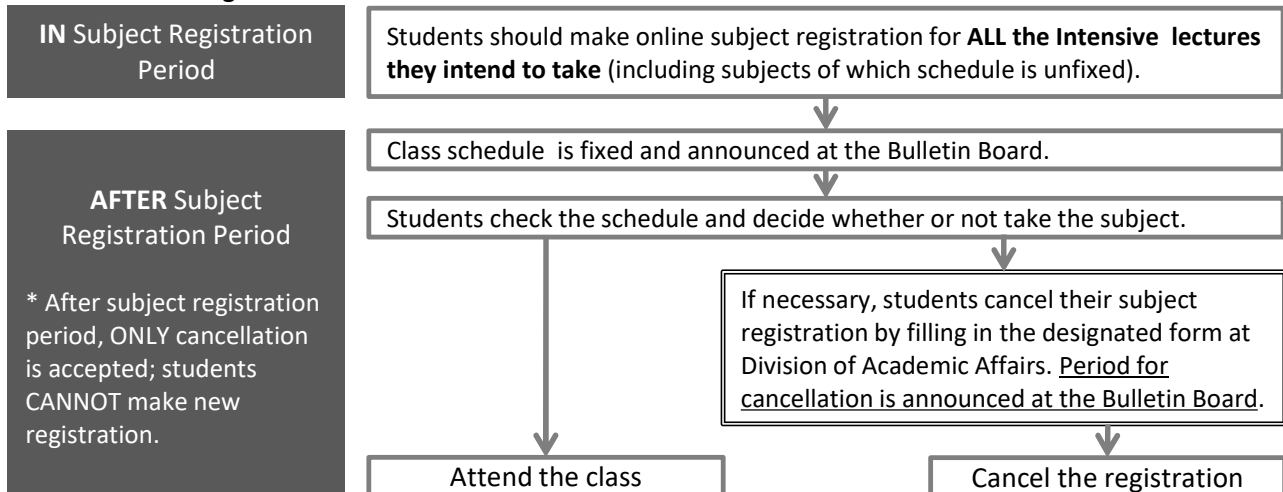 IN Subject Registration
Period
Students should make online subject registration for ALL the Intensive lectures
they intend to take (including subjects of which schedule is unfixed).
Class schedule is fixed and announced at the Bulletin Board.
AFTER Subject
Registration Period
* After subject registration
period, ONLY cancellation
is accepted; students
CANNOT make new
registration.
Students check the schedule and decide whether or not take the subject.
If necessary, students cancel their subject
registration by filling in the designated form at
Division of Academic Affairs. Period for
cancellation is announced at the Bulletin Board.
Attend the class
Cancel the registration